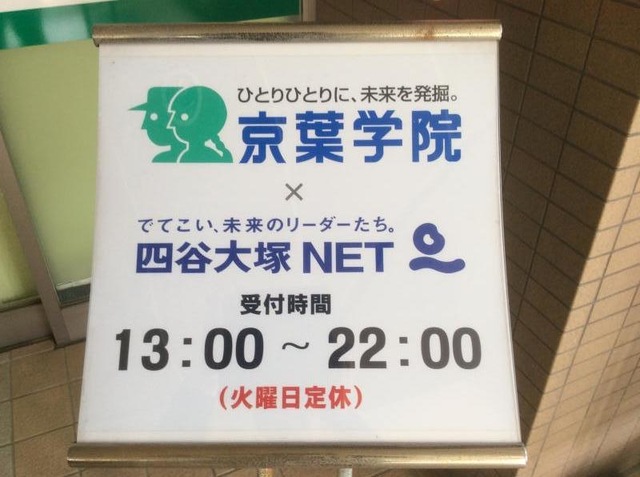 ひとりひとりに、未来を発掘。
京葉学院
×
でてこい、未来のリーダーたち。
四谷大塚 NET
受付時間
13:00 ～ 22:00
(火曜日定休)